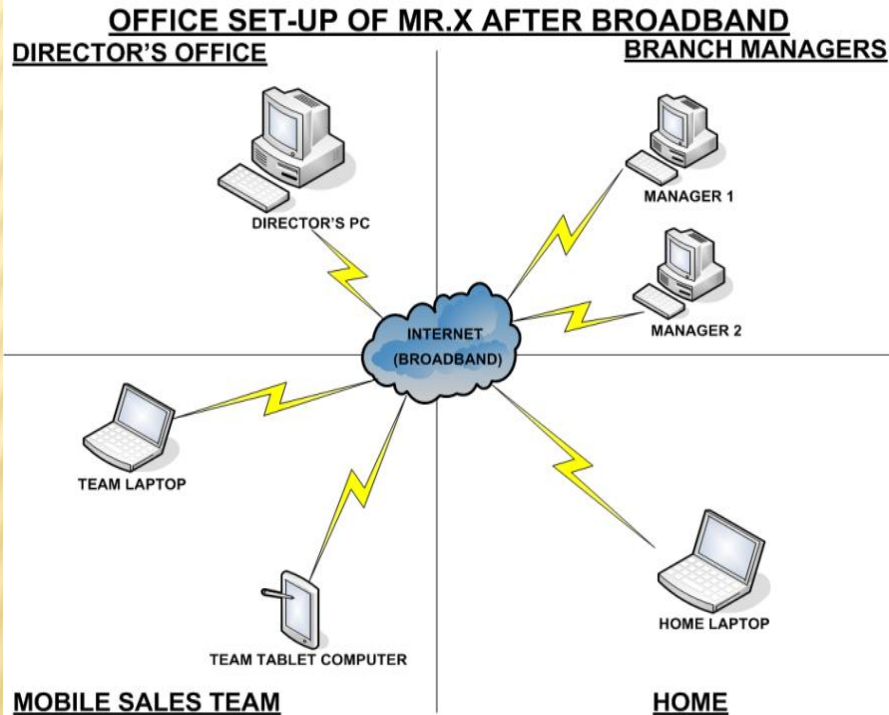 OFFICE SET-UP OF MR.X AFTER BROADBAND
DIRECTOR'S OFFICE
BRANCH MANAGERS
DIRECTOR'S PC
MANAGER 1
MANAGER 2
INTERNET
(BROADBAND)
TEAM LAPTOP
TEAM TABLET COMPUTER
HOME LAPTOP
MOBILE SALES TEAM
HOME